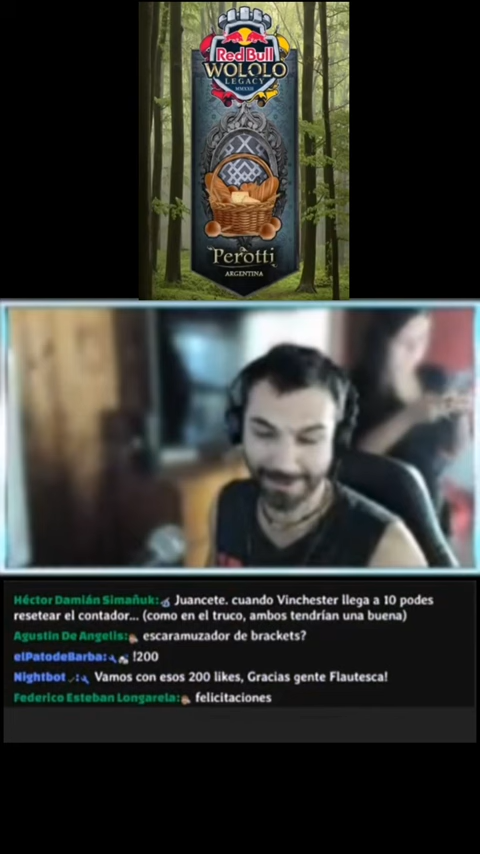 Red Bull
WOLOLO
LEGACY
MMXXII
Perotti
ARGENTINA
Héctor Damián Simañuk: Juancete. cuando Vinchester llega a 10 podes
resetear el contador... (como en el truco, ambos tendrían una buena)
Agustin De Angelis: escaramuzador de brackets?
elPatodeBarba: !200
Nightbot : Vamos con esos 200 likes, Gracias gente Flautesca!
Federico Esteban Longarela: felicitaciones